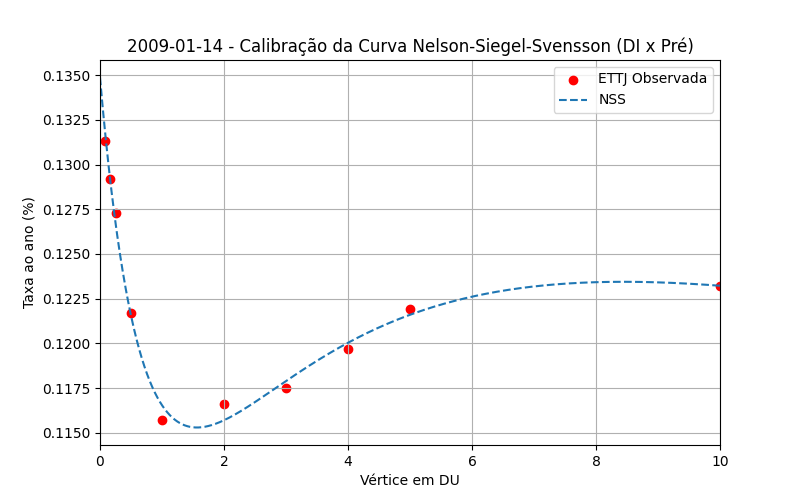 2009-01-14 - Calibração da Curva Nelson-Siegel-Svensson (DI x Pré)
ETTJ Observada
NSS
Taxa ao ano (%)
0.1350
0.1325
0.1300
0.1275
0.1250
0.1225
0.1200
0.1175
0.1150
0 2 4 6 8 10
Vértice em DU